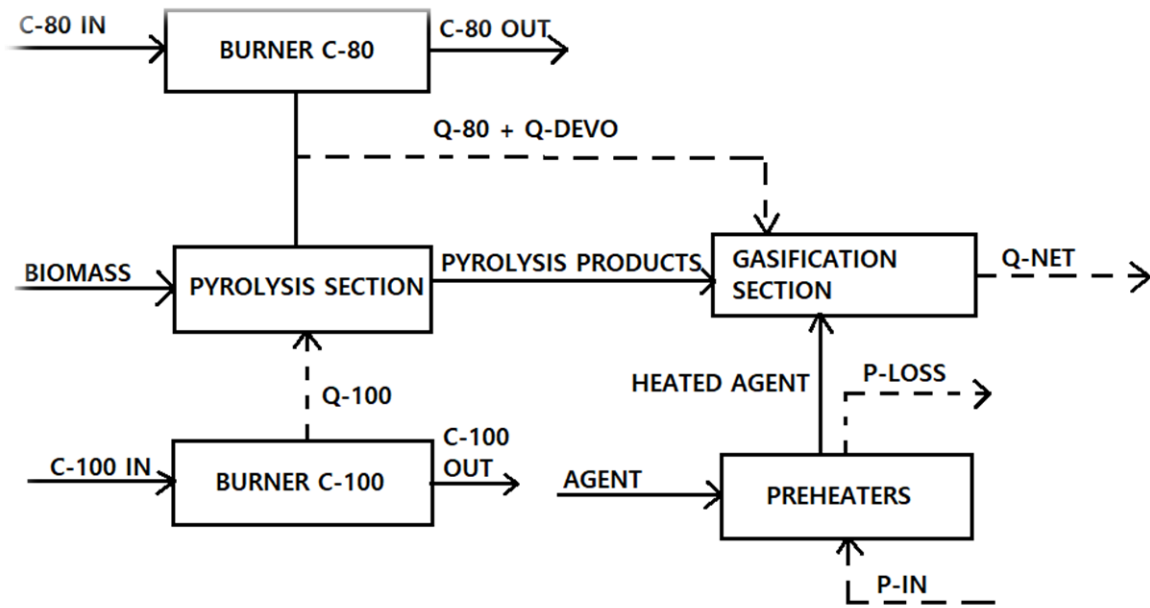 C-80 IN
BURNER C-80
C-80 OUT
Q-80 + Q-DEVO
BIOMASS
PYROLYSIS SECTION
PYROLYSIS PRODUCTS
GASIFICATION
SECTION
Q-NET
Q-100
HEATED AGENT
P-LOSS
C-100 IN
BURNER C-100
C-100
OUT
AGENT
PREHEATERS
P-IN